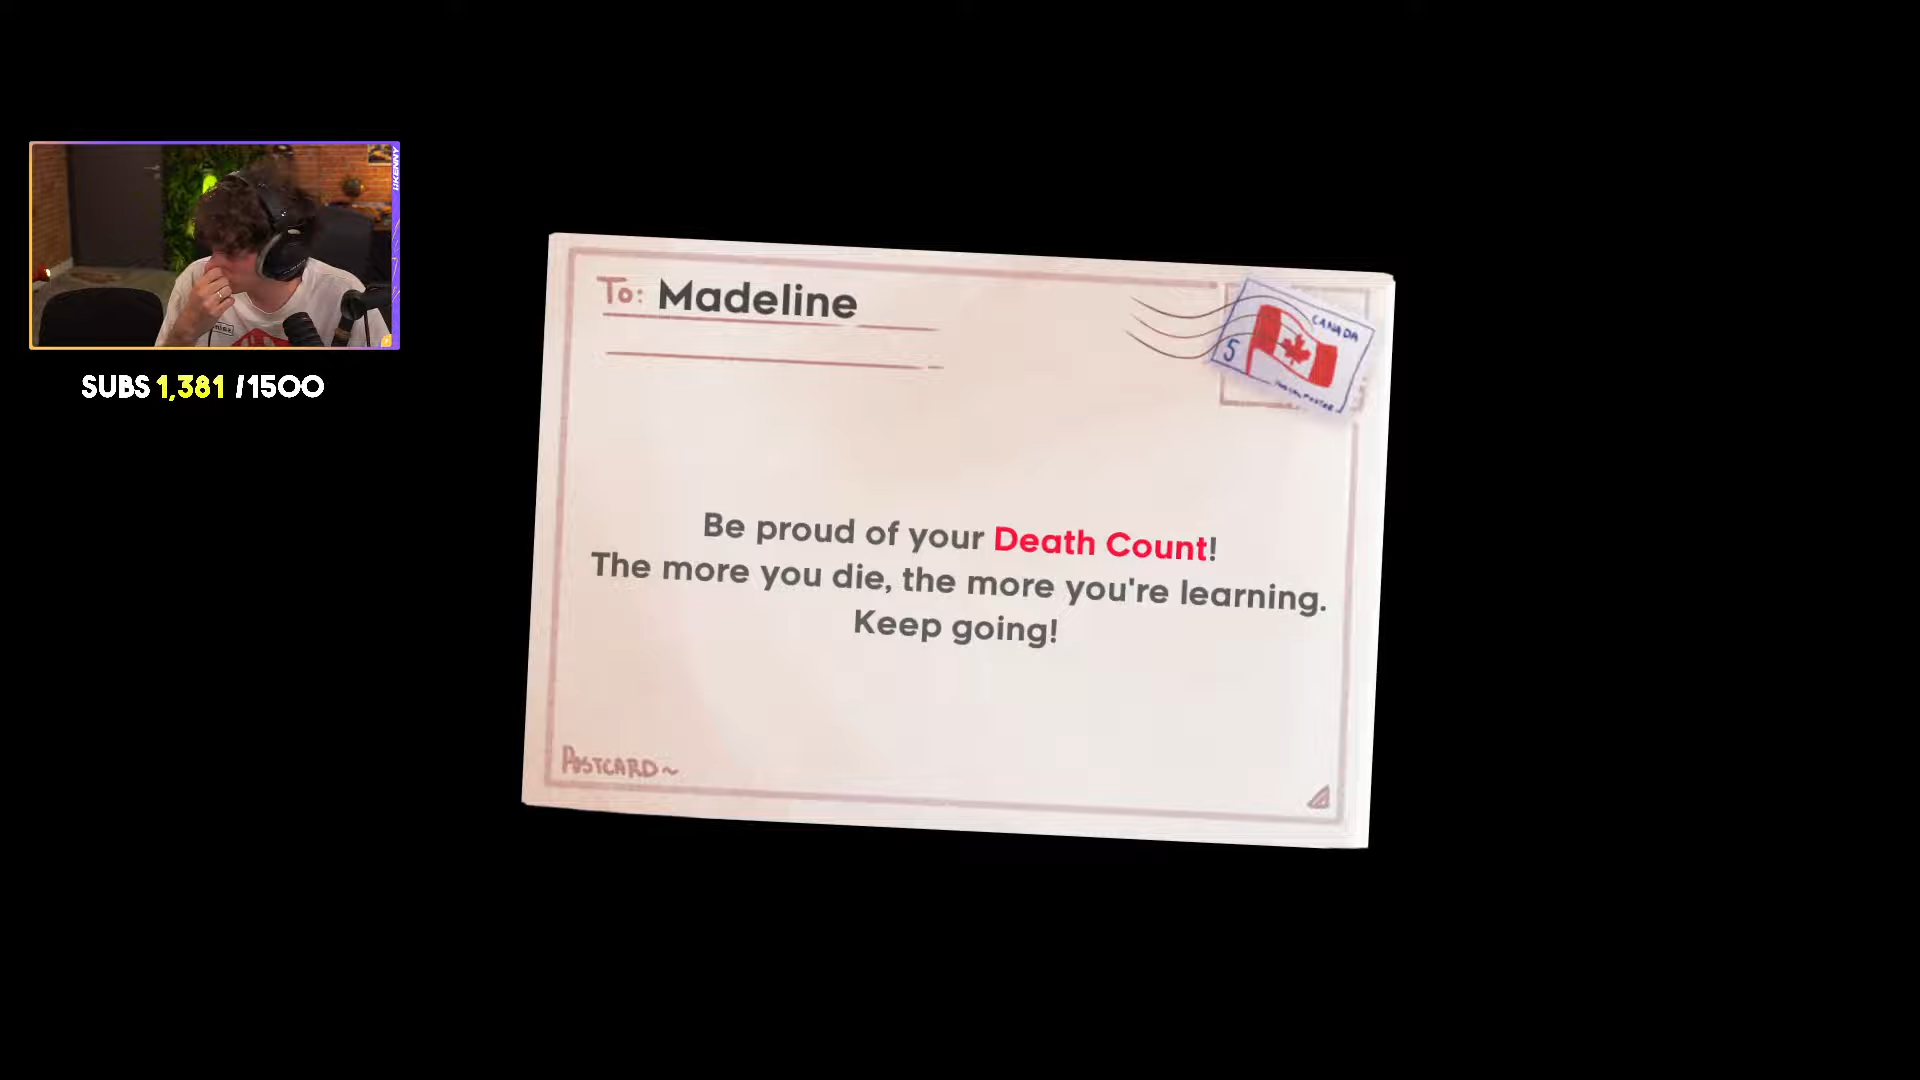 SUBS 1,381 /1500
To: Madeline
CANADA
5
Be proud of your Death Count!
The more you die, the more you're learning.
Keep going!
POSTCARD~